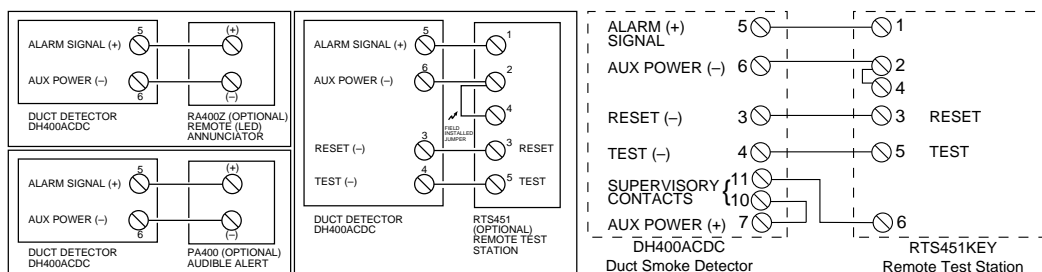 5
(+)
ALARM SIGNAL (+)
AUX POWER (–)
6
(–)
DUCT DETECTOR
DH400ACDC
RA400Z (OPTIONAL)
REMOTE (LED)
ANNUNCIATOR
5
(+)
ALARM SIGNAL (+)
AUX POWER (–)
6
(–)
DUCT DETECTOR
DH400ACDC
PA400 (OPTIONAL)
AUDIBLE ALERT
ALARM SIGNAL (+)
5
1
AUX POWER (–)
6
2
4
FIELD
INSTALLED
JUMPER
RESET (–)
3
3
RESET
TEST (–)
4
5
TEST
DUCT DETECTOR
DH400ACDC
RTS451
(OPTIONAL)
REMOTE TEST
STATION
ALARM (+)
SIGNAL
5
1
AUX POWER (–)
6
2
4
RESET (–)
3
3
RESET
TEST (–)
4
5
TEST
SUPERVISORY
CONTACTS
{
11
10
AUX POWER (+)
7
6
DH400ACDC
Duct Smoke Detector
RTS451KEY
Remote Test Station